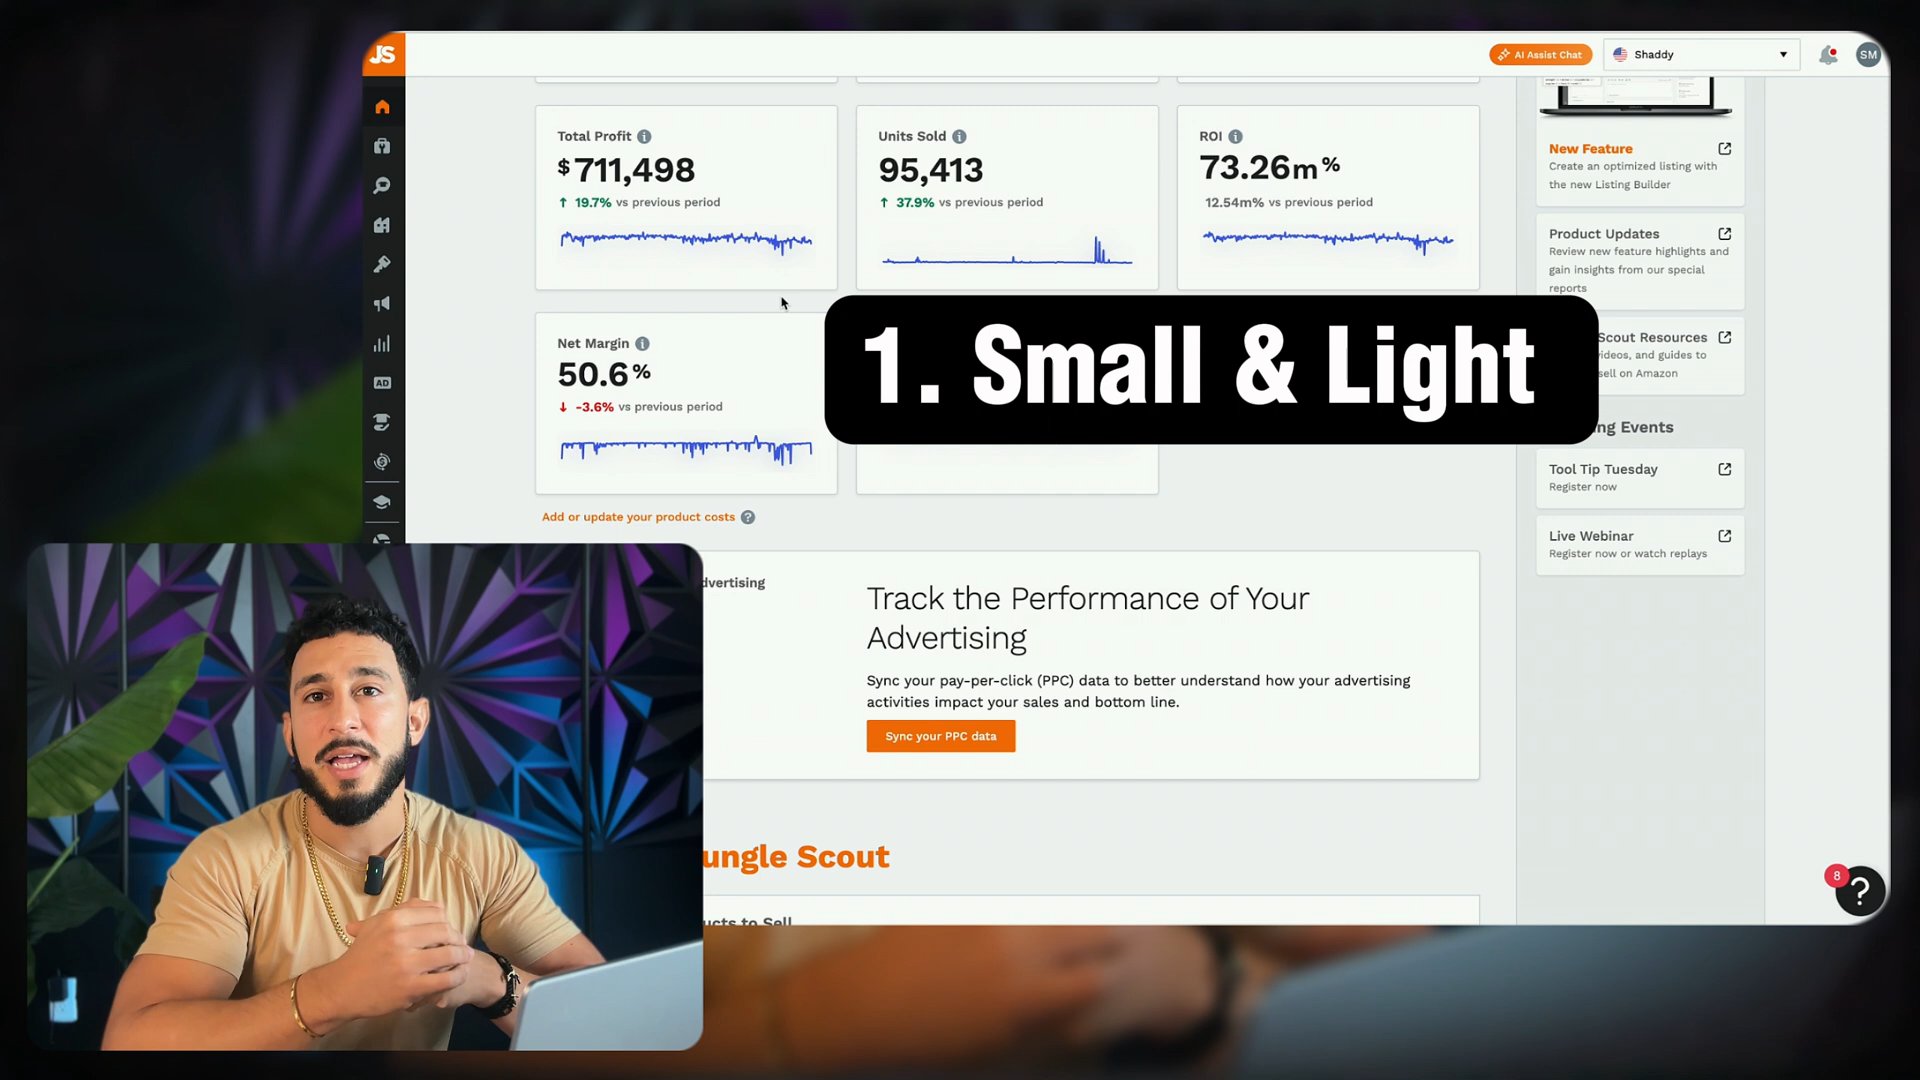 JS
AI Assist Chat
Shaddy
SM
Total Profit
$711,498
19.7% vs previous period
Units Sold
95,413
37.9% vs previous period
ROI
73.26m%
12.54m% vs previous period
Net Margin
50.6%
-3.6% vs previous period
1. Small & Light
Add or update your product costs
AD
New Feature
Create an optimized listing with
the new Listing Builder
Product Updates
Review new feature highlights and
gain insights from our special
reports
Scout Resources
ideos, and guides to
sell on Amazon
ng Events
Tool Tip Tuesday
Register now
Live Webinar
Register now or watch replays
dvertising
Track the Performance of Your
Advertising
Sync your pay-per-click (PPC) data to better understand how your advertising
activities impact your sales and bottom line.
Sync your PPC data
ungle Scout
ucts to Sell
8
?